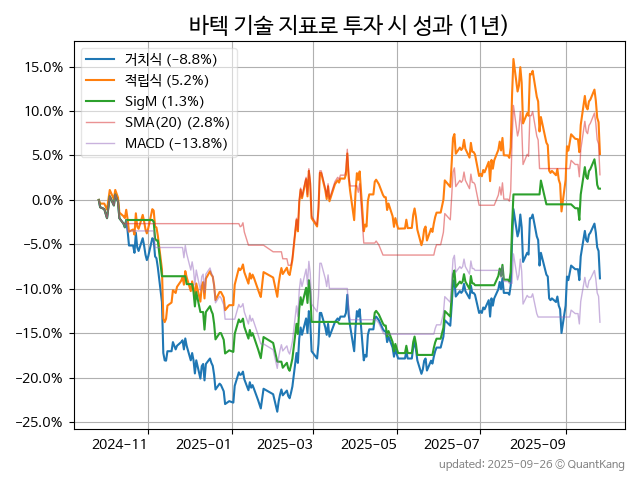 바텍 기술 지표로 투자 시 성과 (1년)
거치식 (−8.8%)
적립식 (5.2%)
SigM (1.3%)
SMA(20) (2.8%)
MACD (−13.8%)
15.0%
10.0%
5.0%
0.0%
−5.0%
−10.0%
−15.0%
−20.0%
−25.0%
2024-11 2025-01 2025-03 2025-05 2025-07 2025-09
updated: 2025-09-26 ⓒ QuantKang